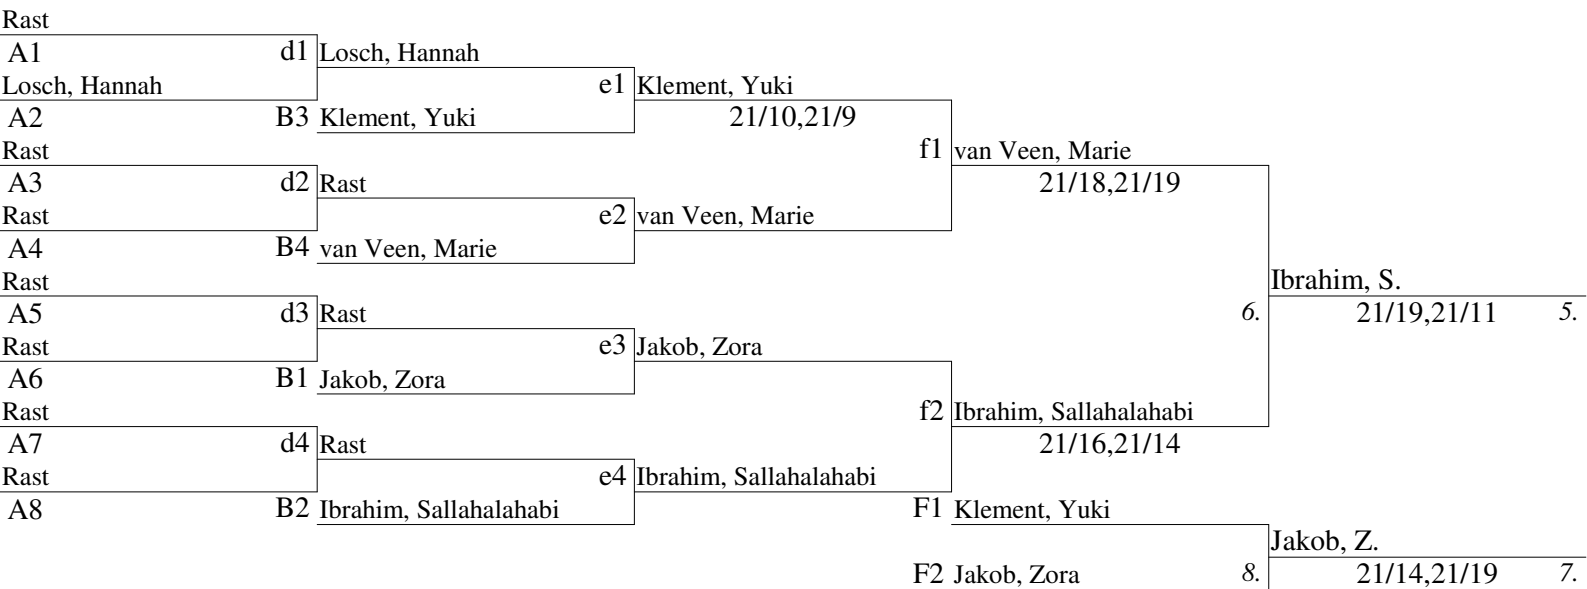 Rast
A1 d1 Losch, Hannah
Losch, Hannah e1 Klement, Yuki
A2 B3 Klement, Yuki 21/10,21/9
Rast f1 van Veen, Marie
A3 d2 Rast 21/18,21/19
Rast e2 van Veen, Marie
A4 B4 van Veen, Marie
Rast Ibrahim, S.
A5 d3 Rast 6. 21/19,21/11 5.
Rast e3 Jakob, Zora
A6 B1 Jakob, Zora
Rast f2 Ibrahim, Sallahalahabi
A7 d4 Rast 21/16,21/14
Rast e4 Ibrahim, Sallahalahabi
A8 B2 Ibrahim, Sallahalahabi F1 Klement, Yuki
Jakob, Z.
F2 Jakob, Zora 8. 21/14,21/19 7.